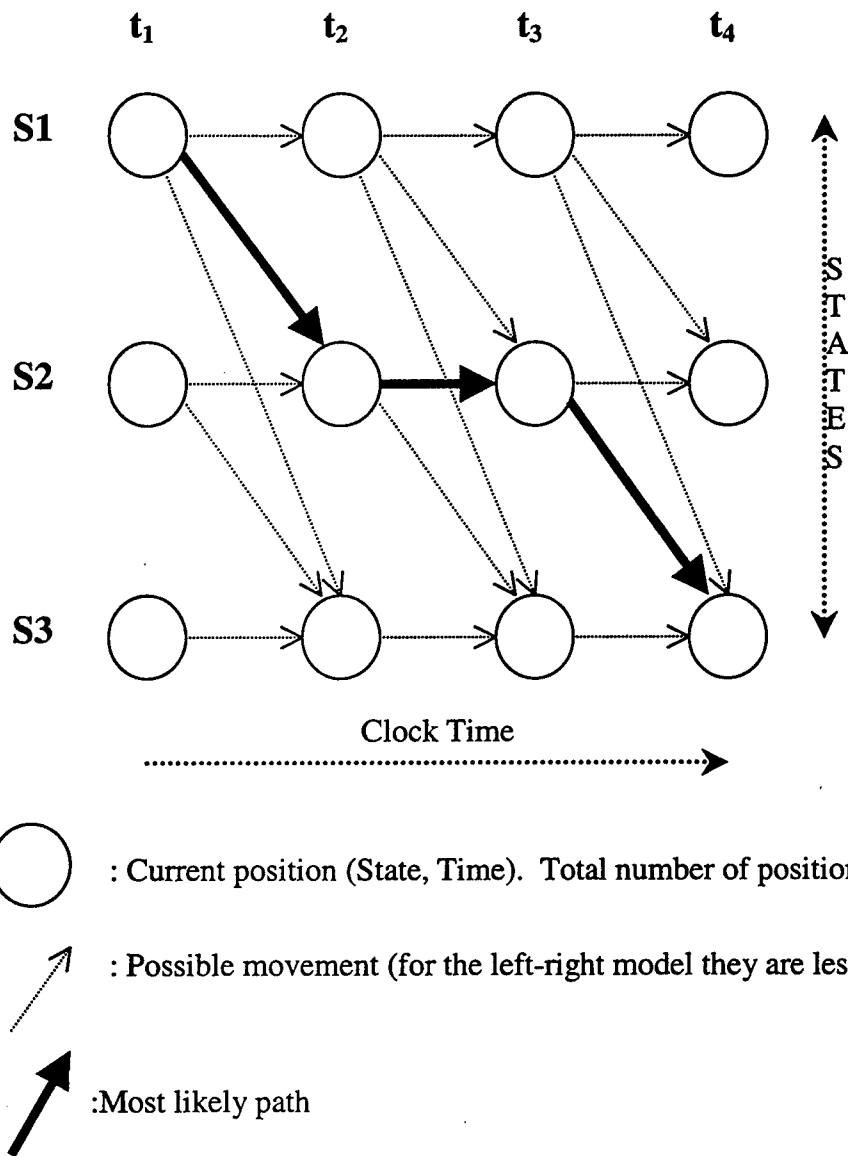 t₁ t₂ t₃ t₄
S1
S2
S3
STATES
Clock Time
: Current position (State, Time). Total number of position
: Possible movement (for the left-right model they are les
:Most likely path